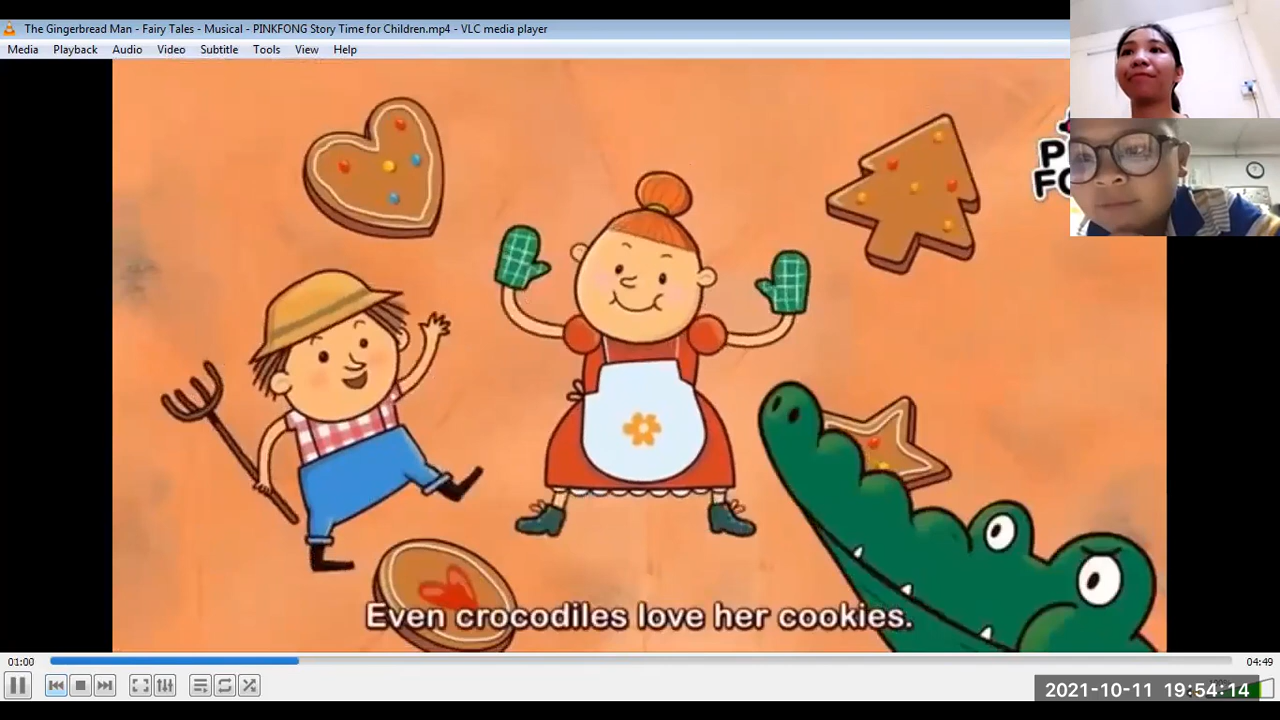 The Gingerbread Man - Fairy Tales - Musical - PINKFONG Story Time for Children.mp4 - VLC media player
Media Playback Audio Video Subtitle Tools View Help
Even crocodiles love her cookies.
01:00 04:49
2021-10-11 19:54:14